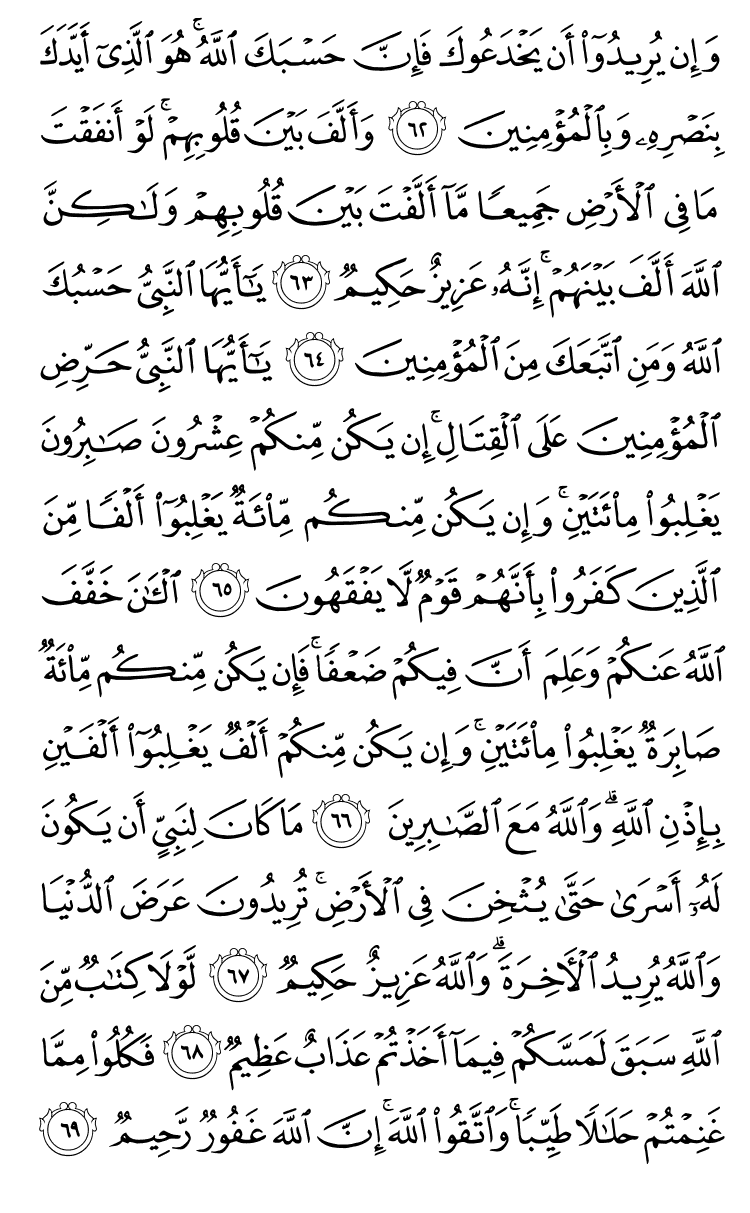 وَإِن يُرِيدُوٓا۟ أَن يَخْدَعُوكَ فَإِنَّ حَسْبَكَ ٱللَّهُ ۚ هُوَ ٱلَّذِىٓ أَيَّدَكَ
بِنَصْرِهِۦ وَبِٱلْمُؤْمِنِينَ ٦٢ وَأَلَّفَ بَيْنَ قُلُوبِهِمْ ۚ لَوْ أَنفَقْتَ
مَا فِى ٱلْأَرْضِ جَمِيعًا مَّآ أَلَّفْتَ بَيْنَ قُلُوبِهِمْ وَلَٰكِنَّ
ٱللَّهَ أَلَّفَ بَيْنَهُمْ ۚ إِنَّهُۥ عَزِيزٌ حَكِيمٌ ٦٣ يَٰٓأَيُّهَا ٱلنَّبِىُّ حَسْبُكَ
ٱللَّهُ وَمَنِ ٱتَّبَعَكَ مِنَ ٱلْمُؤْمِنِينَ ٦٤ يَٰٓأَيُّهَا ٱلنَّبِىُّ حَرِّضِ
ٱلْمُؤْمِنِينَ عَلَى ٱلْقِتَالِ ۚ إِن يَكُن مِّنكُمْ عِشْرُونَ صَٰبِرُونَ
يَغْلِبُوا۟ مِا۟ئَتَيْنِ ۚ وَإِن يَكُن مِّنكُم مِّا۟ئَةٌ يَغْلِبُوٓا۟ أَلْفًا مِّنَ
ٱلَّذِينَ كَفَرُوا۟ بِأَنَّهُمْ قَوْمٌ لَّا يَفْقَهُونَ ٦٥ ٱلْـَٰٔنَ خَفَّفَ
ٱللَّهُ عَنكُمْ وَعَلِمَ أَنَّ فِيكُمْ ضَعْفًا ۚ فَإِن يَكُن مِّنكُم مِّا۟ئَةٌ
صَابِرَةٌ يَغْلِبُوا۟ مِا۟ئَتَيْنِ ۚ وَإِن يَكُن مِّنكُمْ أَلْفٌ يَغْلِبُوٓا۟ أَلْفَيْنِ
بِإِذْنِ ٱللَّهِ ۗ وَٱللَّهُ مَعَ ٱلصَّٰبِرِينَ ٦٦ مَا كَانَ لِنَبِىٍّ أَن يَكُونَ
لَهُۥٓ أَسْرَىٰ حَتَّىٰ يُثْخِنَ فِى ٱلْأَرْضِ ۚ تُرِيدُونَ عَرَضَ ٱلدُّنْيَا
وَٱللَّهُ يُرِيدُ ٱلْـَٔاخِرَةَ ۗ وَٱللَّهُ عَزِيزٌ حَكِيمٌ ٦٧ لَّوْلَا كِتَٰبٌ مِّنَ
ٱللَّهِ سَبَقَ لَمَسَّكُمْ فِيمَآ أَخَذْتُمْ عَذَابٌ عَظِيمٌ ٦٨ فَكُلُوا۟ مِمَّا
غَنِمْتُمْ حَلَٰلًا طَيِّبًا ۚ وَٱتَّقُوا۟ ٱللَّهَ ۚ إِنَّ ٱللَّهَ غَفُورٌ رَّحِيمٌ ٦٩